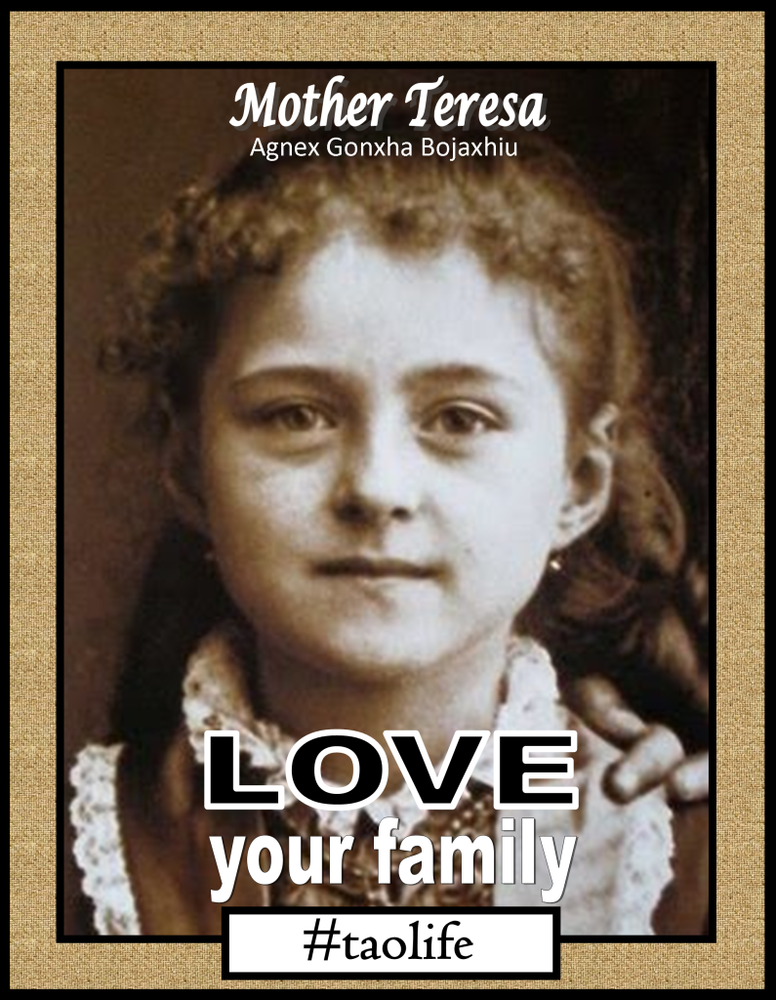 Mother Teresa
Agnex Gonxha Bojaxhiu
LOVE
your family
#taolife